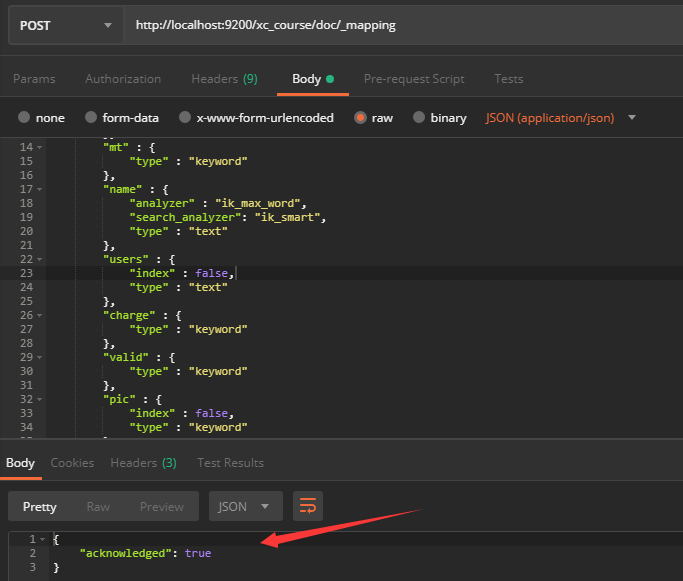 POST http://localhost:9200/xc_course/doc/_mapping
Params Authorization Headers (9) Body Pre-request Script Tests
none form-data x-www-form-urlencoded raw binary JSON (application/json)
14 "mt" : {
15 "type" : "keyword"
16 },
17 "name" : {
18 "analyzer" : "ik_max_word",
19 "search_analyzer": "ik_smart",
20 "type" : "text"
21 },
22 "users" : {
23 "index" : false,
24 "type" : "text"
25 },
26 "charge" : {
27 "type" : "keyword"
28 },
29 "valid" : {
30 "type" : "keyword"
31 },
32 "pic" : {
33 "index" : false,
34 "type" : "keyword"
Body Cookies Headers (3) Test Results
Pretty Raw Preview JSON
1 {
2 "acknowledged": true
3 }